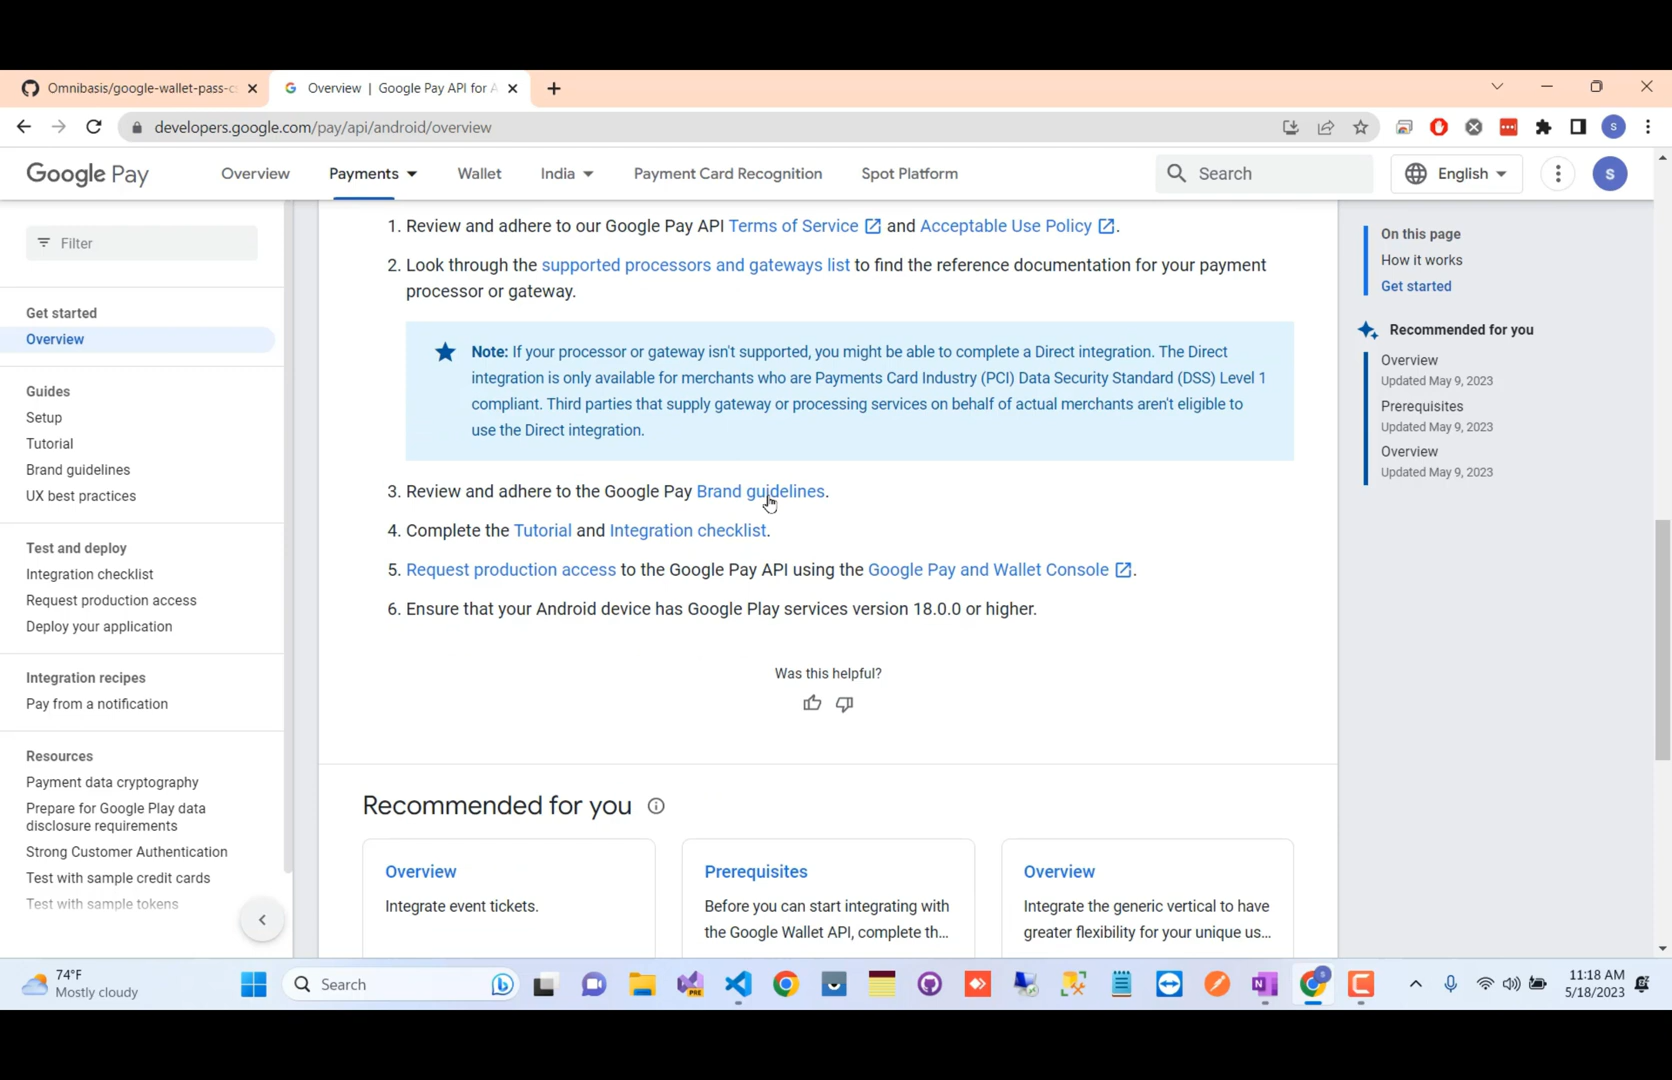 Omnibasis/google-wallet-pass-c
Overview | Google Pay API for A
developers.google.com/pay/api/android/overview
S
Google Pay
Overview
Payments
Wallet
India
Payment Card Recognition
Spot Platform
Search
English
S
Filter
Get started
Overview
Guides
Setup
Tutorial
Brand guidelines
UX best practices
Test and deploy
Integration checklist
Request production access
Deploy your application
Integration recipes
Pay from a notification
Resources
Payment data cryptography
Prepare for Google Play data
disclosure requirements
Strong Customer Authentication
Test with sample credit cards
Test with sample tokens
1. Review and adhere to our Google Pay API Terms of Service and Acceptable Use Policy.
2. Look through the supported processors and gateways list to find the reference documentation for your payment
processor or gateway.
Note: If your processor or gateway isn't supported, you might be able to complete a Direct integration. The Direct
integration is only available for merchants who are Payments Card Industry (PCI) Data Security Standard (DSS) Level 1
compliant. Third parties that supply gateway or processing services on behalf of actual merchants aren't eligible to
use the Direct integration.
3. Review and adhere to the Google Pay Brand guidelines.
4. Complete the Tutorial and Integration checklist.
5. Request production access to the Google Pay API using the Google Pay and Wallet Console.
6. Ensure that your Android device has Google Play services version 18.0.0 or higher.
Was this helpful?
Recommended for you
Overview
Integrate event tickets.
Prerequisites
Before you can start integrating with
the Google Wallet API, complete th...
Overview
Integrate the generic vertical to have
greater flexibility for your unique us...
On this page
How it works
Get started
Recommended for you
Overview
Updated May 9, 2023
Prerequisites
Updated May 9, 2023
Overview
Updated May 9, 2023
74°F
Mostly cloudy
Search
PRE
S
11:18 AM
5/18/2023